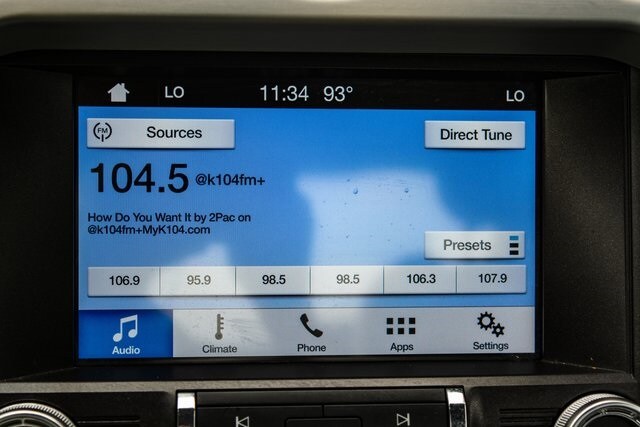 LO 11:34 93° LO
FM Sources Direct Tune
104.5 @k104fm+
How Do You Want It by 2Pac on
@k104fm+MyK104.com
Presets
106.9 95.9 98.5 98.5 106.3 107.9
Audio Climate Phone Apps Settings